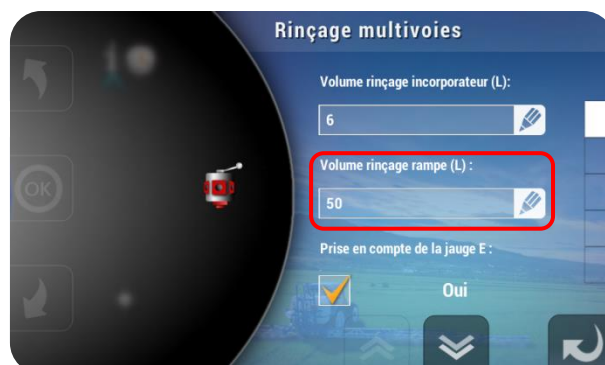 Rinçage multivoies
Volume rinçage incorporateur (L):
6
Volume rinçage rampe (L) :
50
OK
Prise en compte de la jauge E :
Oui